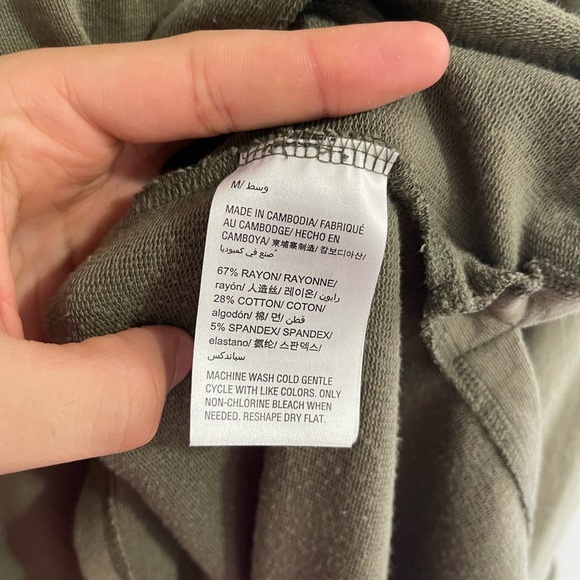 M/ وسط
MADE IN CAMBODIA/ FABRIQUÉ
AU CAMBODGE/ HECHO EN
CAMBOYA/ 柬埔寨制造/ 캄보디아산/
صنع في كمبوديا
67% RAYON/ RAYONNE/
rayón/ 人造丝/ 레이온/ رايون
28% COTTON/ COTON/
algodón/ 棉/ 면/ قطن
5% SPANDEX/ SPANDEX/
elastano/ 氨纶/ 스판덱스/
سباندكس
MACHINE WASH COLD GENTLE
CYCLE WITH LIKE COLORS. ONLY
NON-CHLORINE BLEACH WHEN
NEEDED. RESHAPE DRY FLAT.